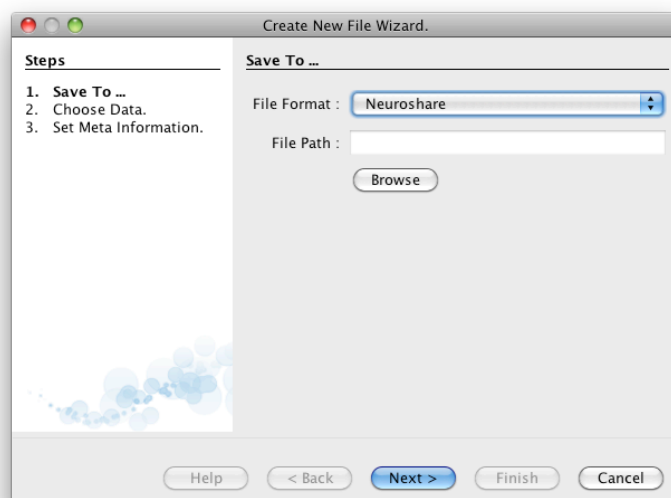 Create New File Wizard.
Steps
1. Save To ...
2. Choose Data.
3. Set Meta Information.
Save To ...
File Format : Neuroshare
File Path :
Browse
Help < Back Next > Finish Cancel